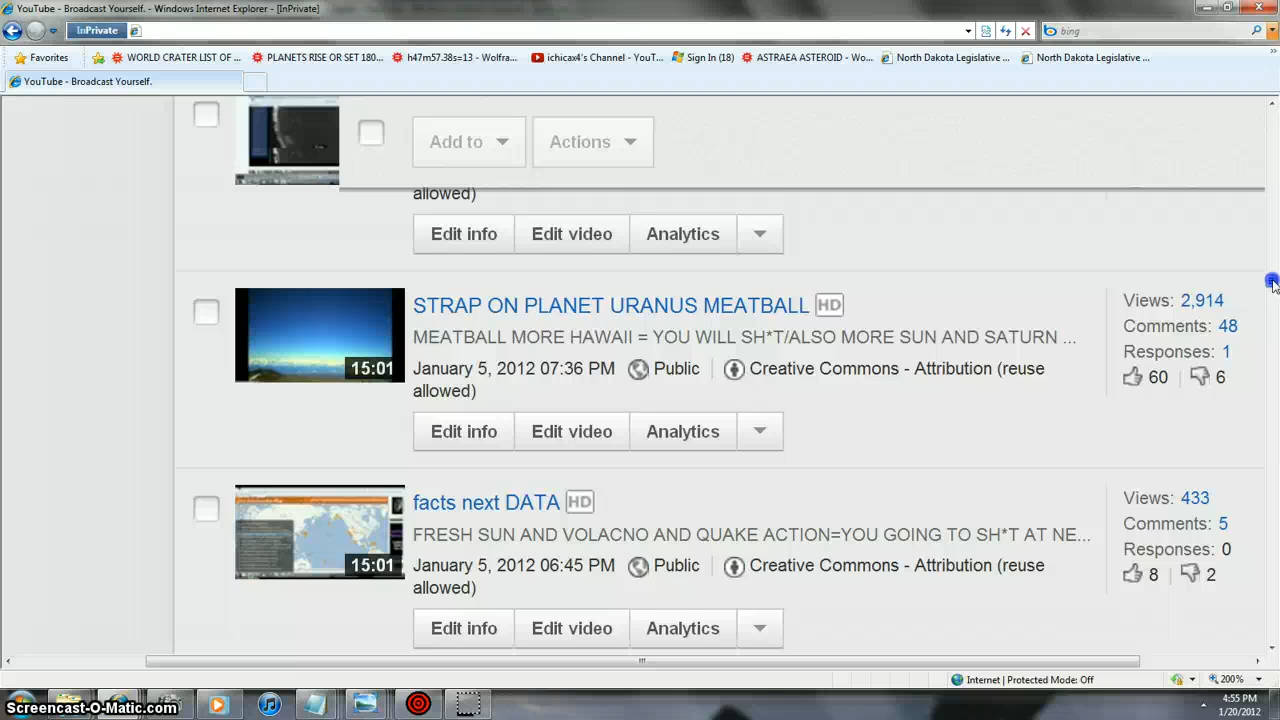 YouTube - Broadcast Yourself. - Windows Internet Explorer - [InPrivate]
InPrivate
bing
Favorites
WORLD CRATER LIST OF ...
PLANETS RISE OR SET 180...
h47m57.38s=13 - Wolfra...
ichicax4's Channel - YouT...
Sign In (18)
ASTRAEA ASTEROID - Wo...
North Dakota Legislative ...
North Dakota Legislative ...
YouTube - Broadcast Yourself.
Add to
Actions
allowed)
Edit info
Edit video
Analytics
STRAP ON PLANET URANUS MEATBALL HD
MEATBALL MORE HAWAII = YOU WILL SH*T/ALSO MORE SUN AND SATURN ...
15:01
January 5, 2012 07:36 PM Public Creative Commons - Attribution (reuse
allowed)
Views: 2,914
Comments: 48
Responses: 1
60 6
Edit info
Edit video
Analytics
facts next DATA HD
FRESH SUN AND VOLACNO AND QUAKE ACTION=YOU GOING TO SH*T AT NE...
15:01
January 5, 2012 06:45 PM Public Creative Commons - Attribution (reuse
allowed)
Views: 433
Comments: 5
Responses: 0
8 2
Edit info
Edit video
Analytics
Internet | Protected Mode: Off
200%
Screencast-O-Matic.com
4:55 PM
1/20/2012